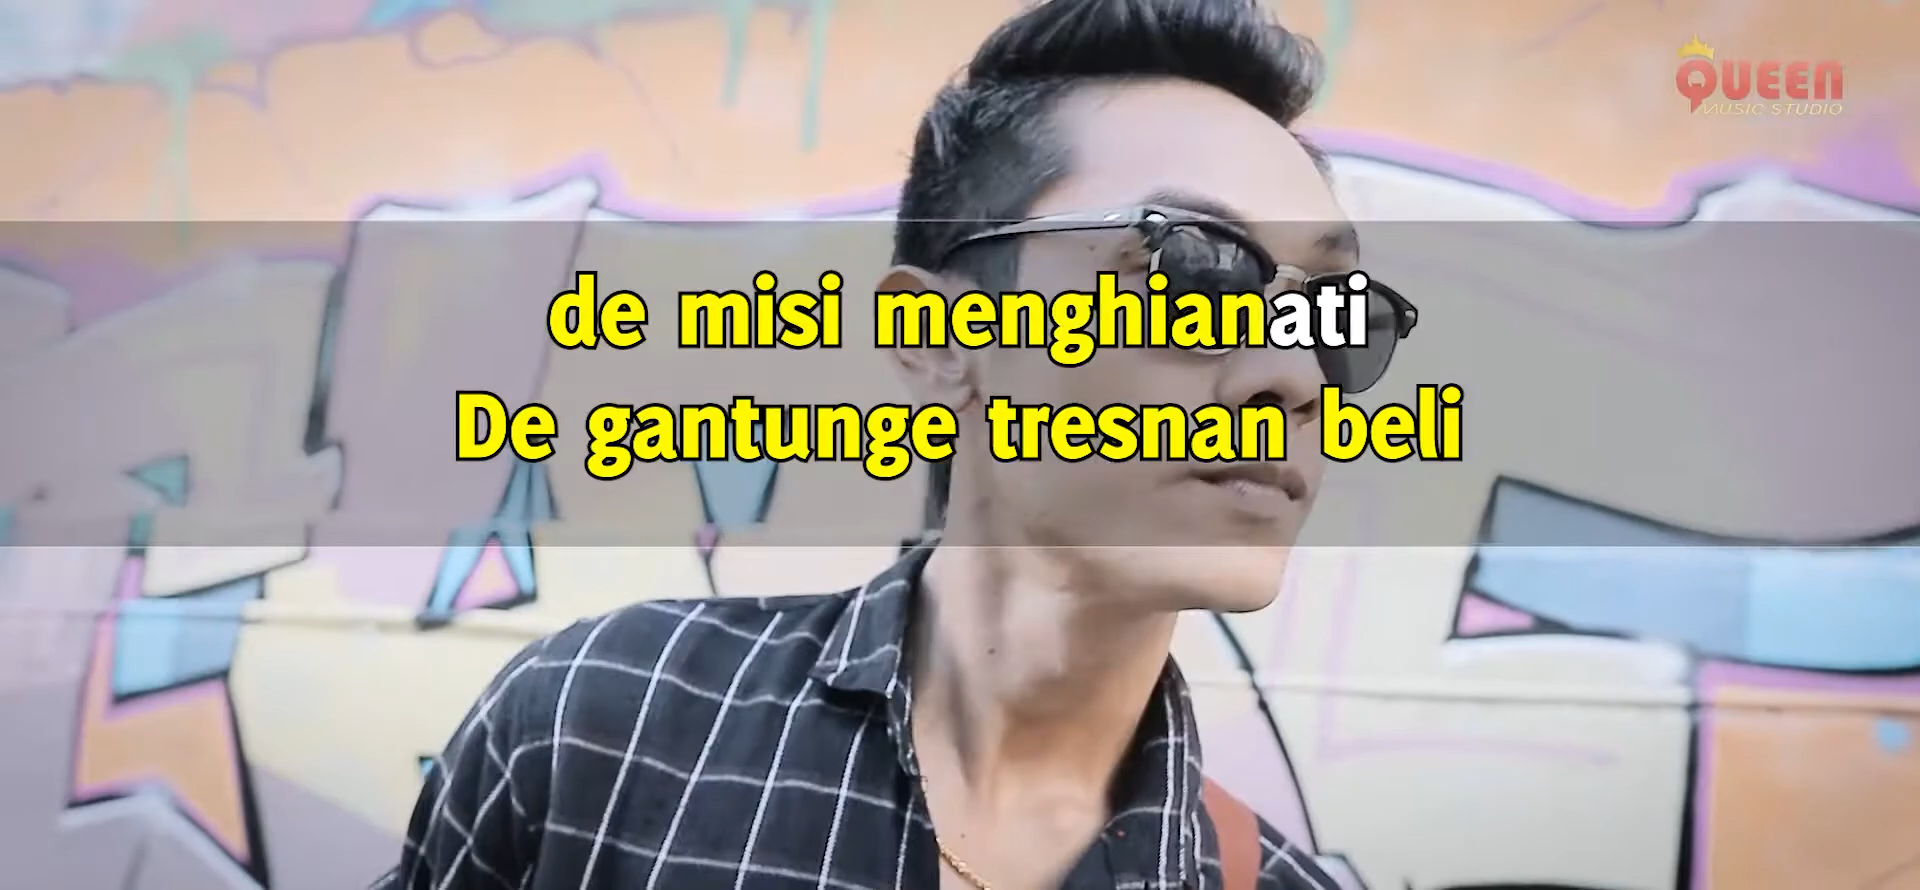 QUEEN
MUSIC STUDIO
de misi menghianati
De gantunge tresnan beli